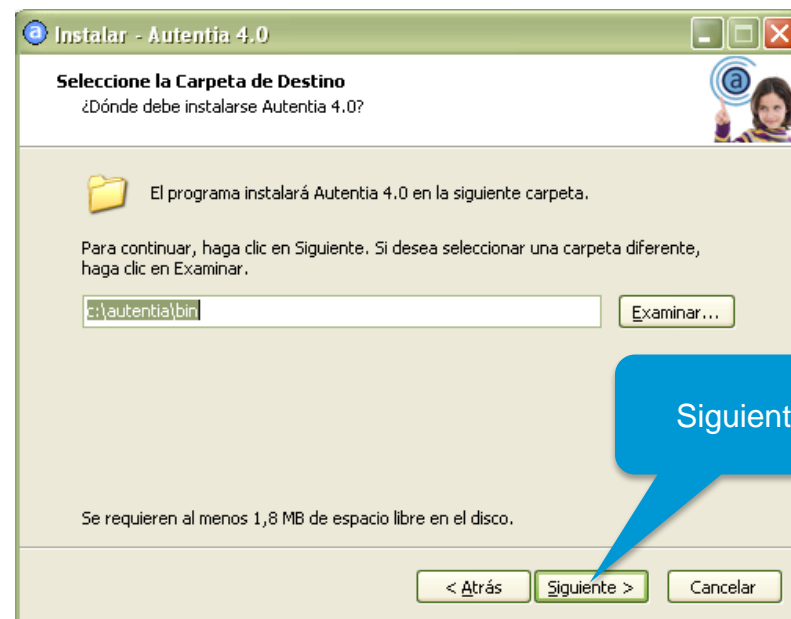 Instalar - Autentia 4.0
Seleccione la Carpeta de Destino
¿Dónde debe instalarse Autentia 4.0?
El programa instalará Autentia 4.0 en la siguiente carpeta.
Para continuar, haga clic en Siguiente. Si desea seleccionar una carpeta diferente,
haga clic en Examinar.
c:\autentia\bin
Examinar...
Siguient
Se requieren al menos 1,8 MB de espacio libre en el disco.
< Atrás
Siguiente >
Cancelar